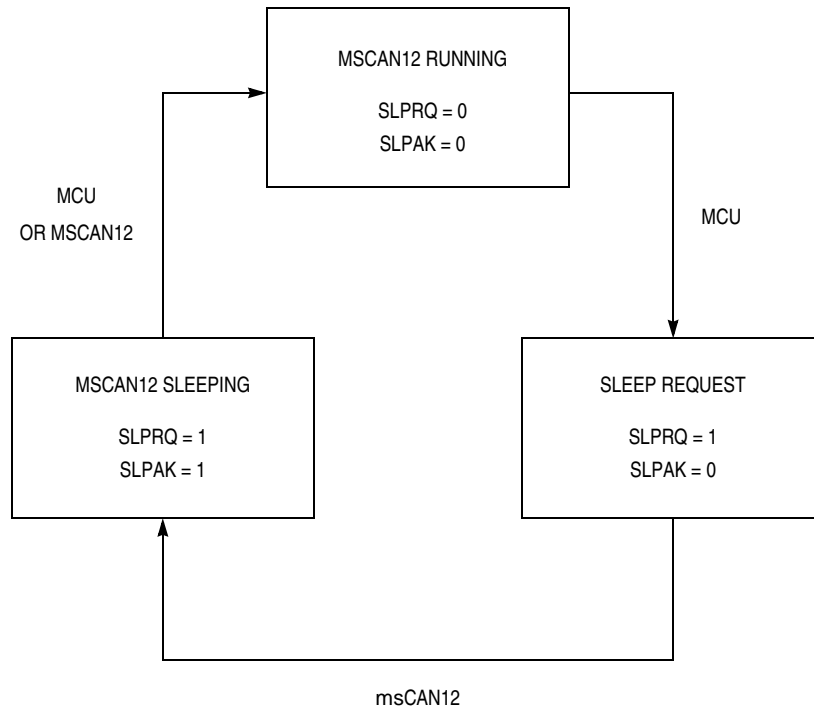 MSCAN12 RUNNING
SLPRQ = 0
SLPAK = 0
MCU
OR MSCAN12
MCU
MSCAN12 SLEEPING
SLPRQ = 1
SLPAK = 1
SLEEP REQUEST
SLPRQ = 1
SLPAK = 0
msCAN12